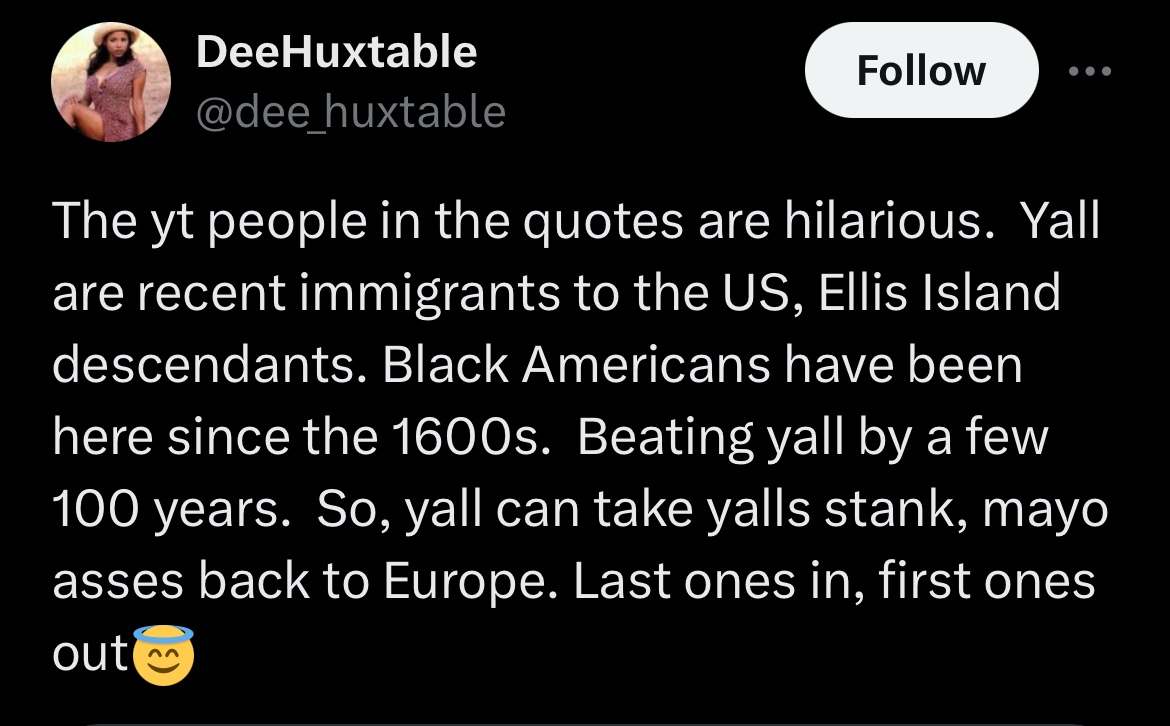 DeeHuxtable
@dee_huxtable
Follow
The yt people in the quotes are hilarious.  Yall
are recent immigrants to the US, Ellis Island
descendants. Black Americans have been
here since the 1600s.  Beating yall by a few
100 years.  So, yall can take yalls stank, mayo
asses back to Europe. Last ones in, first ones
out😇